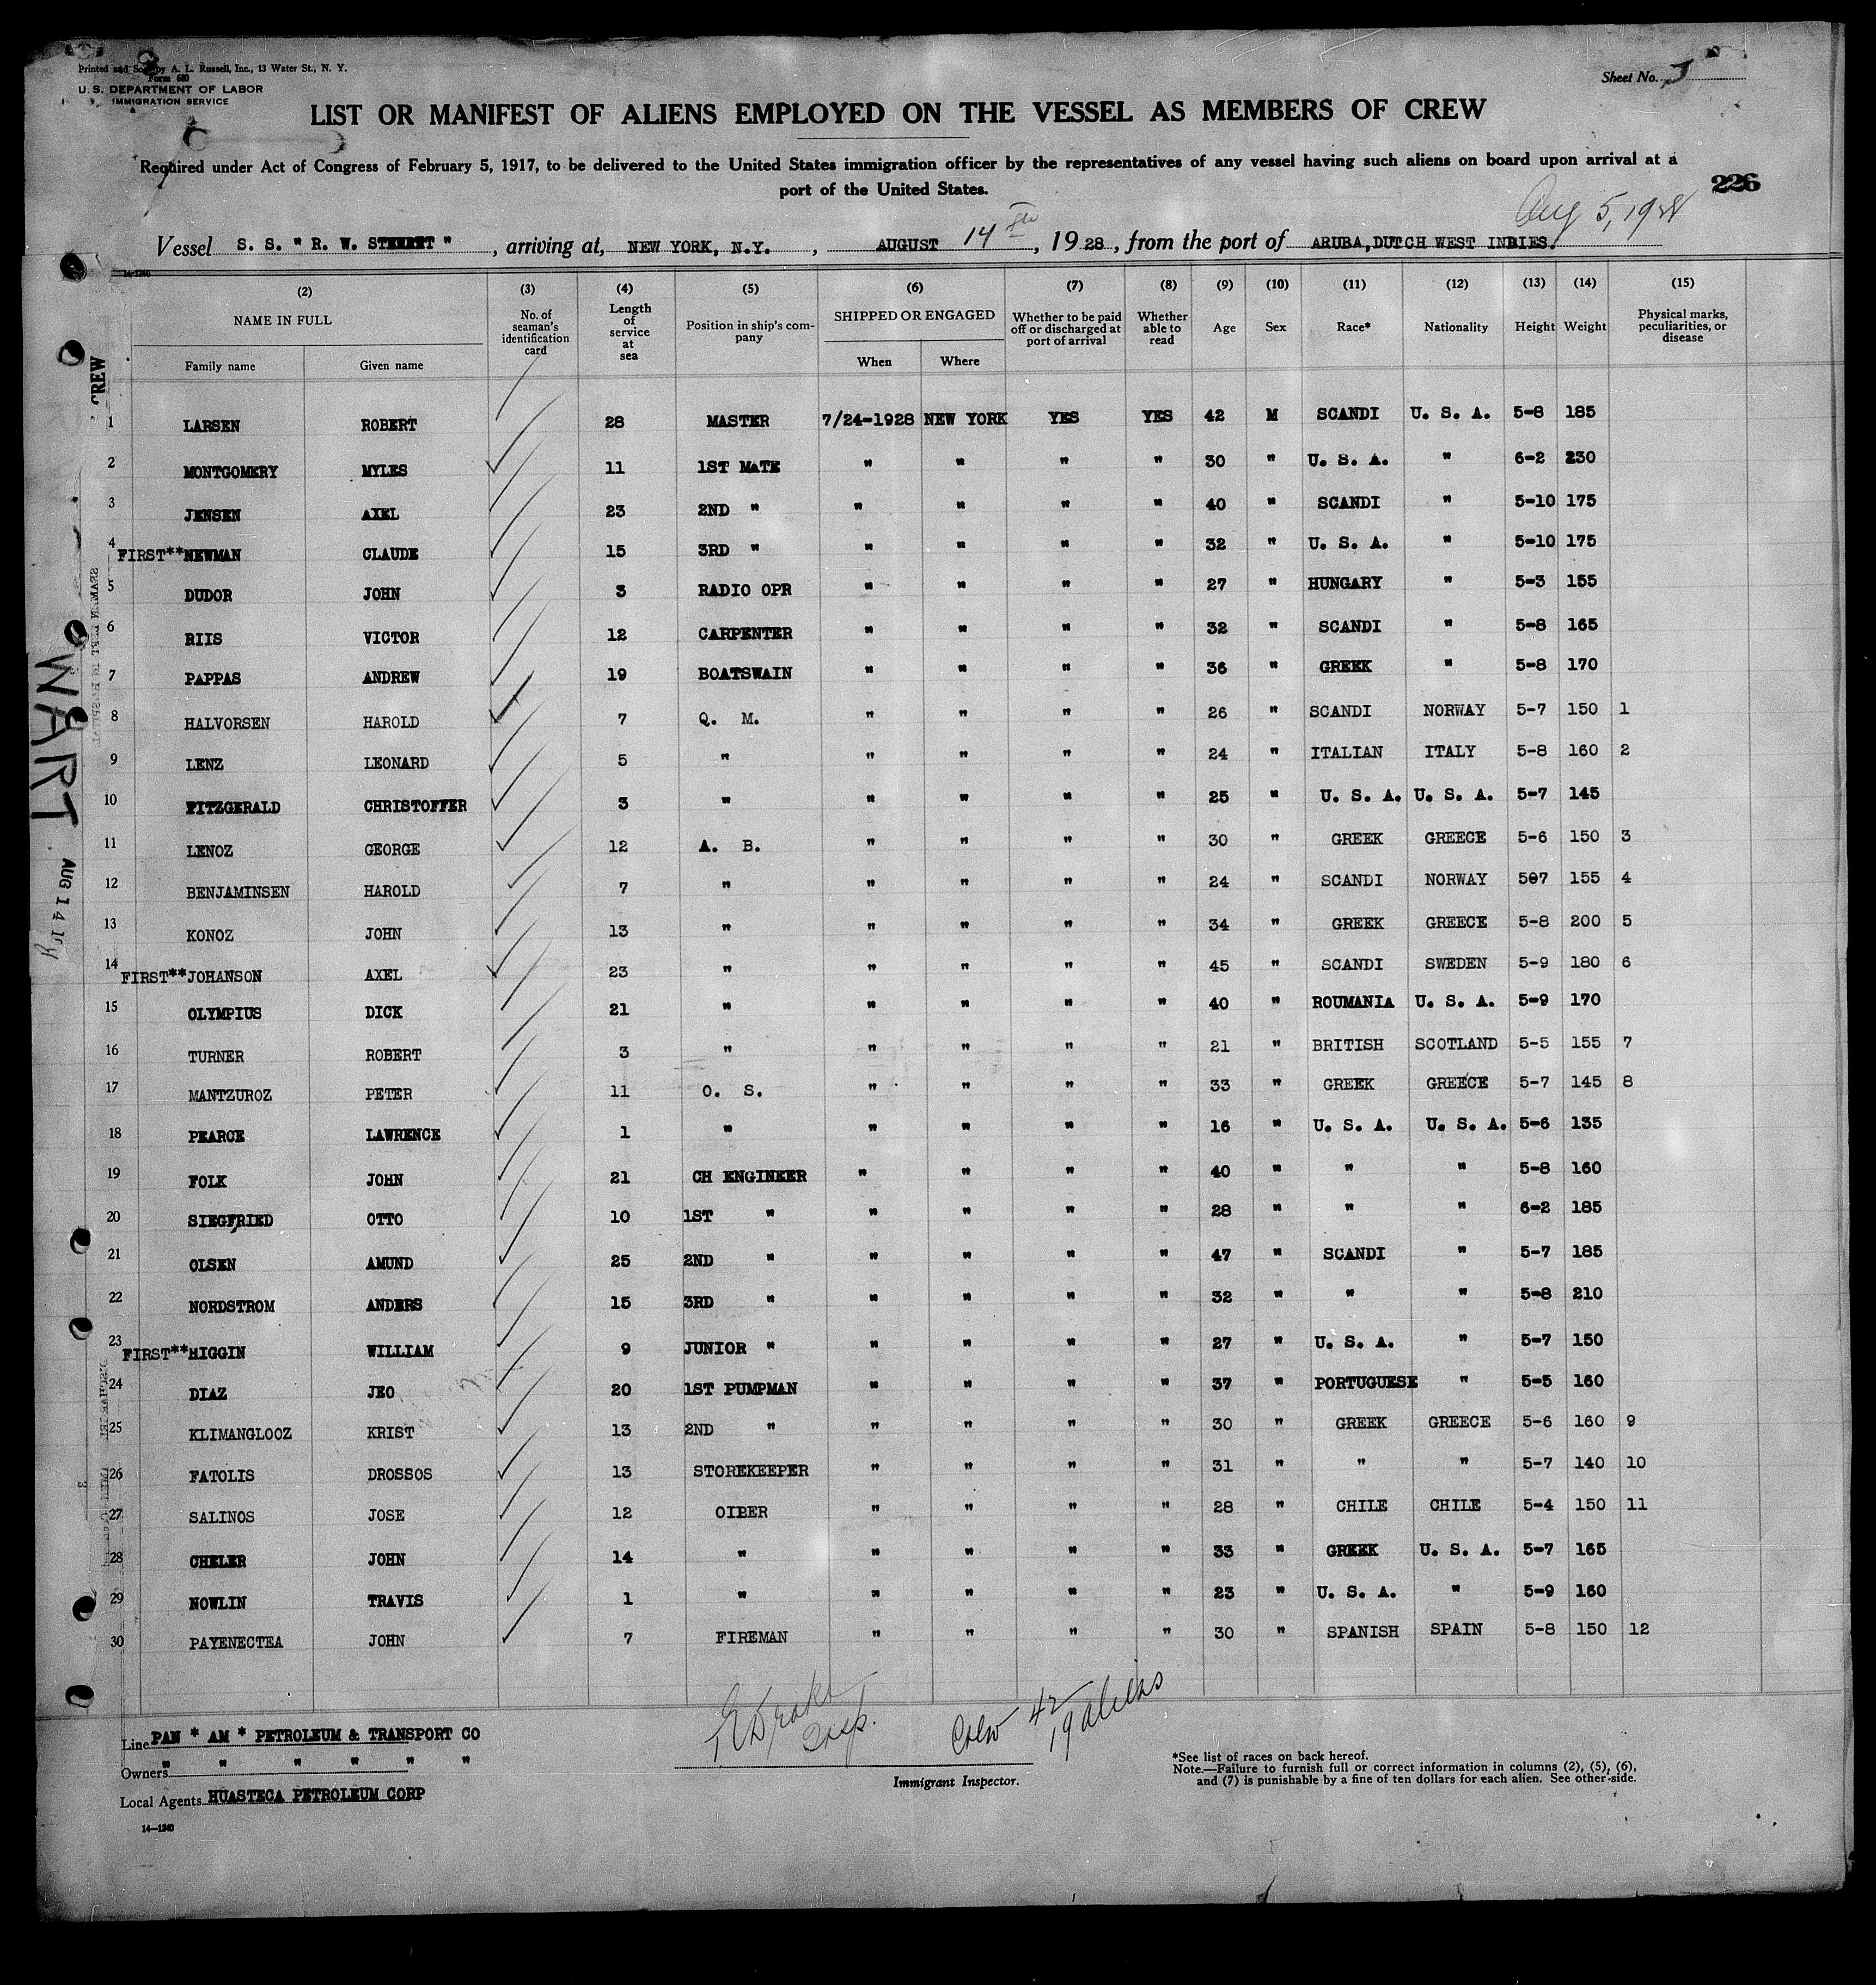 Printed and Sold by A. L. Russell, Inc., 13 Water St., N. Y.
Form 680
U. S. DEPARTMENT OF LABOR
IMMIGRATION SERVICE
Sheet No.
LIST OR MANIFEST OF ALIENS EMPLOYED ON THE VESSEL AS MEMBERS OF CREW
Required under Act of Congress of February 5, 1917, to be delivered to the United States immigration officer by the representatives of any vessel having such aliens on board upon arrival at a
port of the United States.
226
Aug 5, 1928
Vessel S. S. " R. W. STEWART " , arriving at, NEW YORK, N.Y. , AUGUST 14 th , 19 28 , from the port of ARUBA, DUTCH WEST INDIES.
14-1240
(2) (3) (4) (5) (6) (7) (8) (9) (10) (11) (12) (13) (14) (15)
NAME IN FULL No. of seaman's identification card Length of service at sea Position in ship's company SHIPPED OR ENGAGED Whether to be paid off or discharged at port of arrival Whether able to read Age Sex Race* Nationality Height Weight Physical marks, peculiarities, or disease
Family name Given name When Where
CREW
1 LARSEN ROBERT 28 MASTER 7/24-1928 NEW YORK YES YES 42 M SCANDI U. S. A. 5-8 185
2 MONTGOMERY MYLES 11 1ST MATE " " " " 30 " U. S. A. " 6-2 230
3 JENSEN AXEL 23 2ND " " " " " 40 " SCANDI " 5-10 175
4 FIRST**NEWMAN CLAUDE 15 3RD " " " " " 32 " U. S. A. " 5-10 175
5 DUDOR JOHN 3 RADIO OPR " " " " 27 " HUNGARY " 5-3 155
6 RIIS VICTOR 12 CARPENTER " " " " 32 " SCANDI " 5-8 165
7 PAPPAS ANDREW 19 BOATSWAIN " " " " 36 " GREEK " 5-8 170
8 HALVORSEN HAROLD 7 Q. M. " " " " 26 " SCANDI NORWAY 5-7 150 1
9 LENZ LEONARD 5 " " " " " 24 " ITALIAN ITALY 5-8 160 2
10 FITZGERALD CHRISTOFFER 3 " " " " " 25 " U. S. A. U. S. A. 5-7 145
11 LENOZ GEORGE 12 A. B. " " " " 30 " GREEK GREECE 5-6 150 3
12 BENJAMINSEN HAROLD 7 " " " " " 24 " SCANDI NORWAY 507 155 4
13 KONOZ JOHN 13 " " " " " 34 " GREEK GREECE 5-8 200 5
14 FIRST**JOHANSON AXEL 23 " " " " " 45 " SCANDI SWEDEN 5-9 180 6
15 OLYMPIUS DICK 21 " " " " " 40 " ROUMANIA U. S. A. 5-9 170
16 TURNER ROBERT 3 " " " " " 21 " BRITISH SCOTLAND 5-5 155 7
17 MANTZUROZ PETER 11 O. S. " " " " 33 " GREEK GREECE 5-7 145 8
18 PEARCE LAWRENCE 1 " " " " " 16 " U. S. A. U. S. A. 5-6 135
19 FOLK JOHN 21 CH ENGINEER " " " " 40 " " " 5-8 160
20 SIEGFRIED OTTO 10 1ST " " " " " 28 " " " 6-2 185
21 OLSEN AMUND 25 2ND " " " " " 47 " SCANDI " 5-7 185
22 NORDSTROM ANDERS 15 3RD " " " " " 32 " " " 5-8 210
23 FIRST**HIGGIN WILLIAM 9 JUNIOR " " " " " 27 " U. S. A. " 5-7 150
24 DIAZ JEO 20 1ST PUMPMAN " " " " 37 " PORTUGUESE " 5-5 160
25 KLIMANGLOOZ KRIST 13 2ND " " " " " 30 " GREEK GREECE 5-6 160 9
26 FATOLIS DROSSOS 13 STOREKEEPER " " " " 31 " " " 5-7 140 10
27 SALINOS JOSE 12 OILER " " " " 28 " CHILE CHILE 5-4 150 11
28 CHELER JOHN 14 " " " " " 33 " GREEK U. S. A. 5-7 165
29 NOWLIN TRAVIS 1 " " " " " 23 " U. S. A. " 5-9 160
30 PAYENECTEA JOHN 7 FIREMAN " " " " 30 " SPANISH SPAIN 5-8 150 12
WART
AUG 14
Line PAN * AM * PETROLEUM & TRANSPORT CO
Owners " " " " " "
Local Agents HUASTECA PETROLEUM CORP
14-1240
Insp.
Crew 42
19 aliens
Immigrant Inspector.
*See list of races on back hereof.
Note.—Failure to furnish full or correct information in columns (2), (5), (6),
and (7) is punishable by a fine of ten dollars for each alien. See other side.